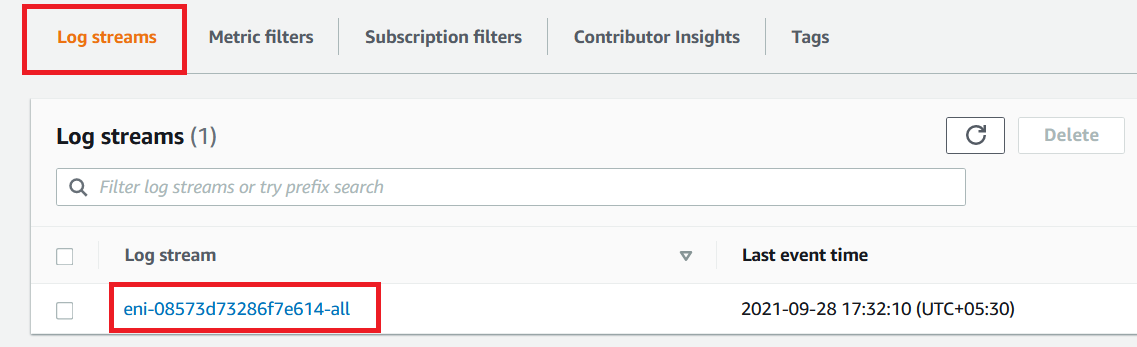 Log streams Metric filters Subscription filters Contributor Insights Tags
Log streams (1)
Delete
Filter log streams or try prefix search
Log stream Last event time
eni-08573d73286f7e614-all 2021-09-28 17:32:10 (UTC+05:30)